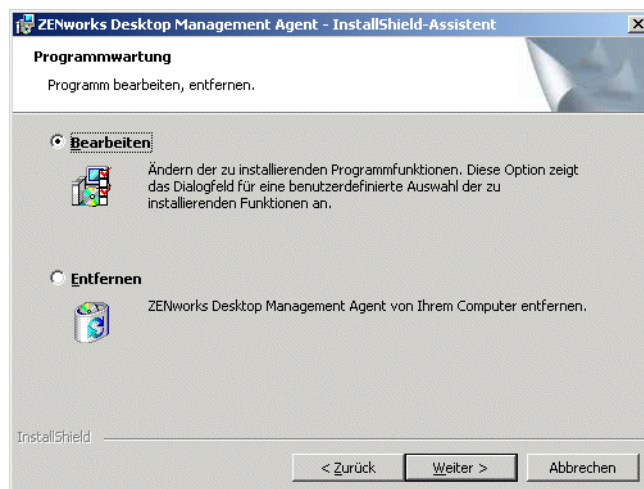 ZENworks Desktop Management Agent - InstallShield-Assistent
Programmwartung
Programm bearbeiten, entfernen.
Bearbeiten
Ändern der zu installierenden Programmfunktionen. Diese Option zeigt
das Dialogfeld für eine benutzerdefinierte Auswahl der zu
installierenden Funktionen an.
Entfernen
ZENworks Desktop Management Agent von Ihrem Computer entfernen.
InstallShield
< Zurück Weiter > Abbrechen